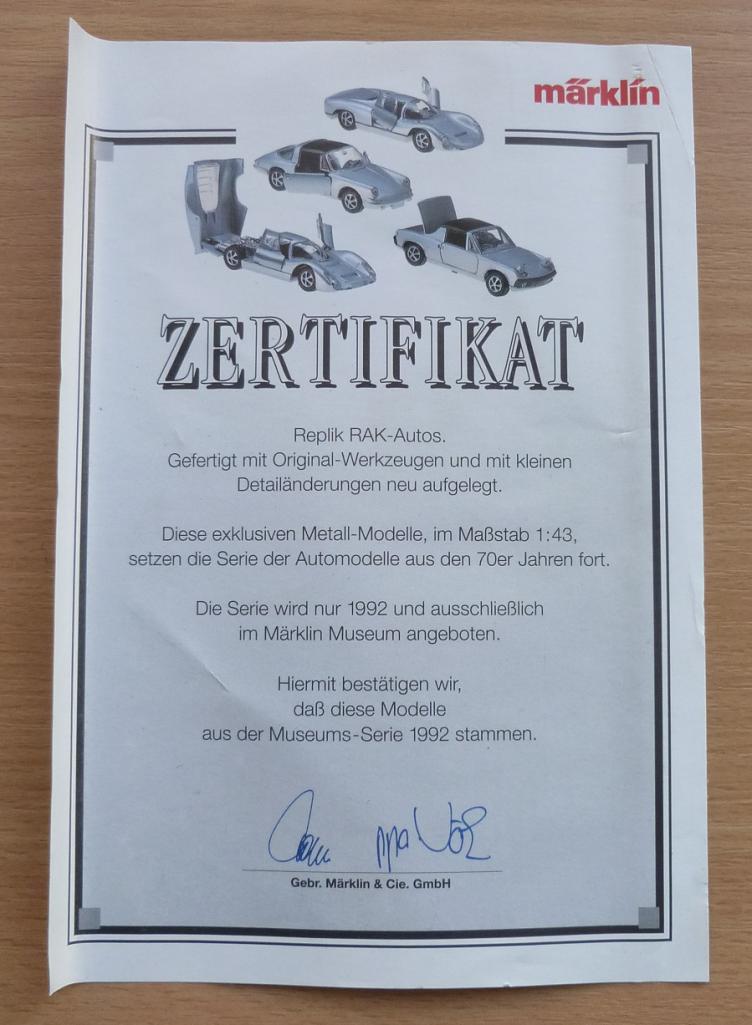 märklin
ZERTIFIKAT
Replik RAK-Autos.
Gefertigt mit Original-Werkzeugen und mit kleinen
Detailänderungen neu aufgelegt.
Diese exklusiven Metall-Modelle, im Maßstab 1:43,
setzen die Serie der Automodelle aus den 70er Jahren fort.
Die Serie wird nur 1992 und ausschließlich
im Märklin Museum angeboten.
Hiermit bestätigen wir,
daß diese Modelle
aus der Museums-Serie 1992 stammen.
Gebr. Märklin & Cie. GmbH